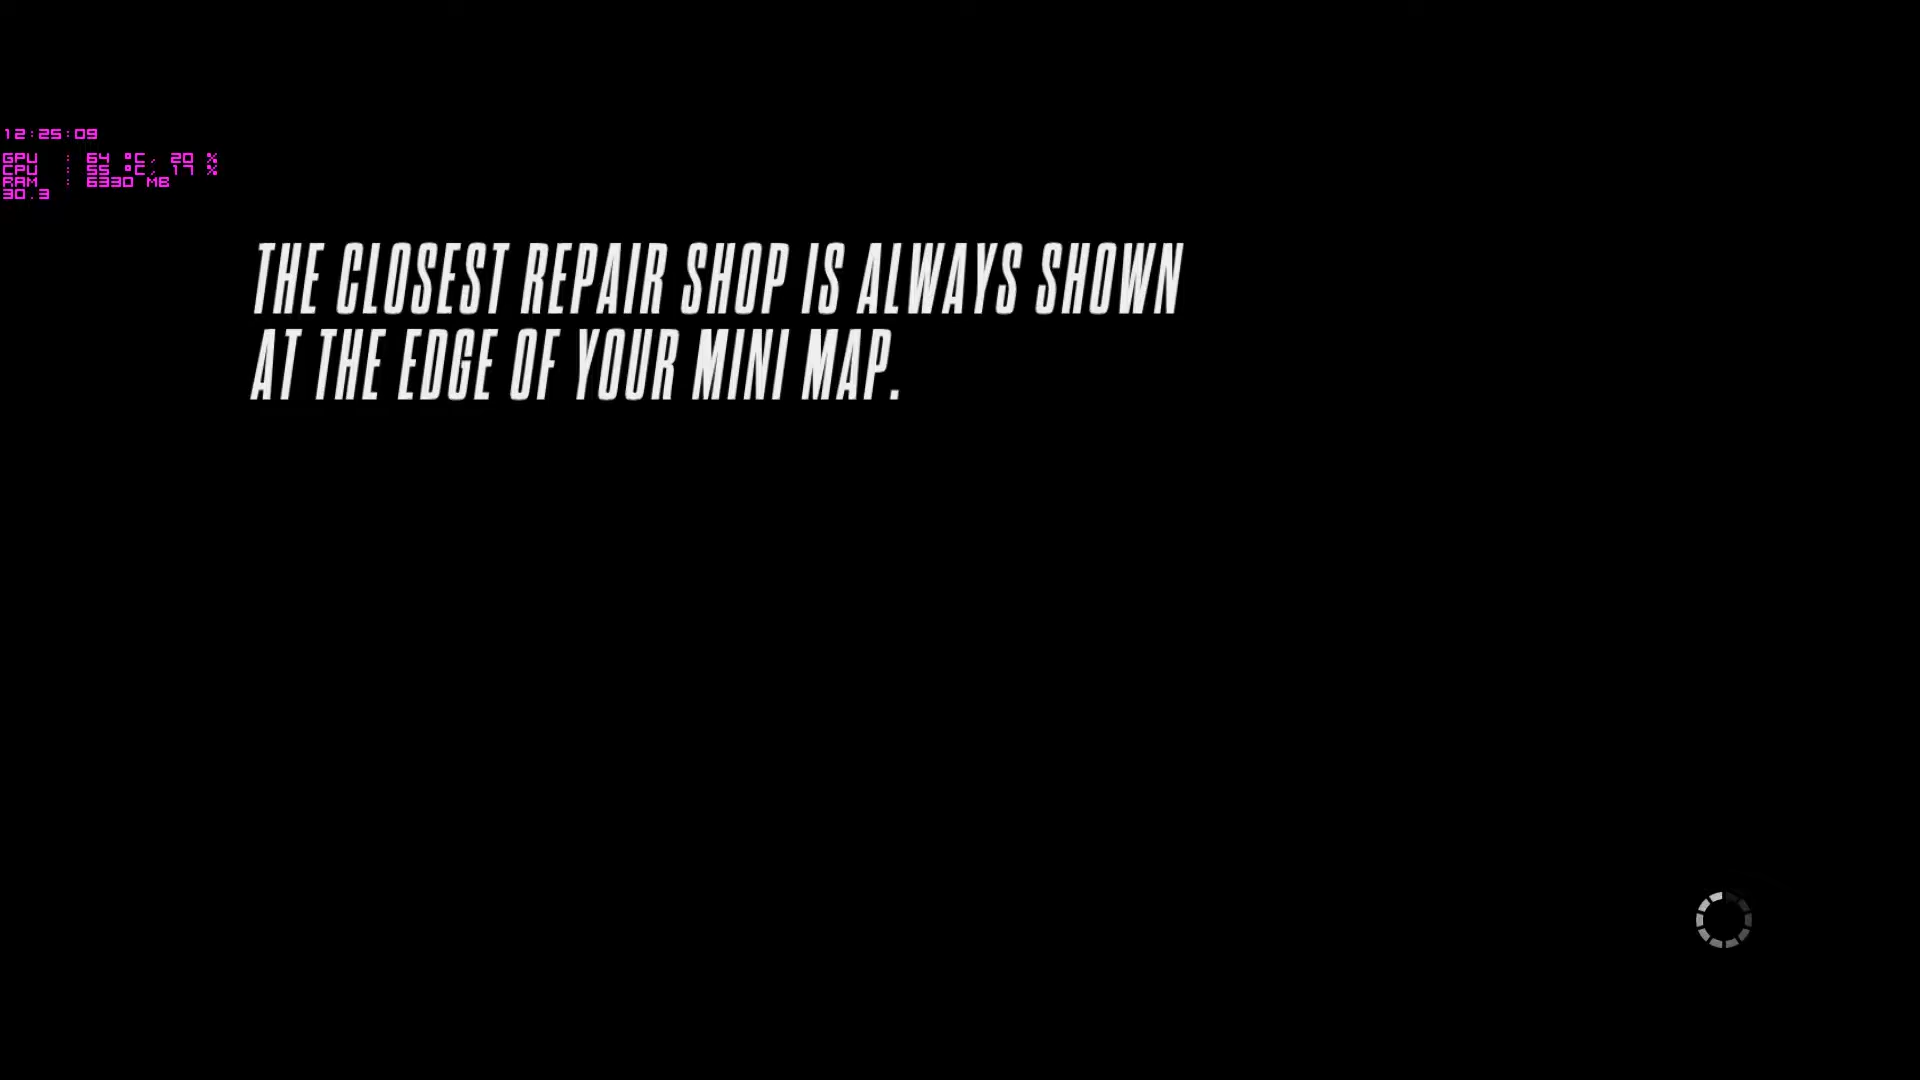 12:25:09
GPU : 64 °C, 20 %
CPU : 55 °C, 17 %
RAM : 6330 MB
30.3
THE CLOSEST REPAIR SHOP IS ALWAYS SHOWN
AT THE EDGE OF YOUR MINI MAP.